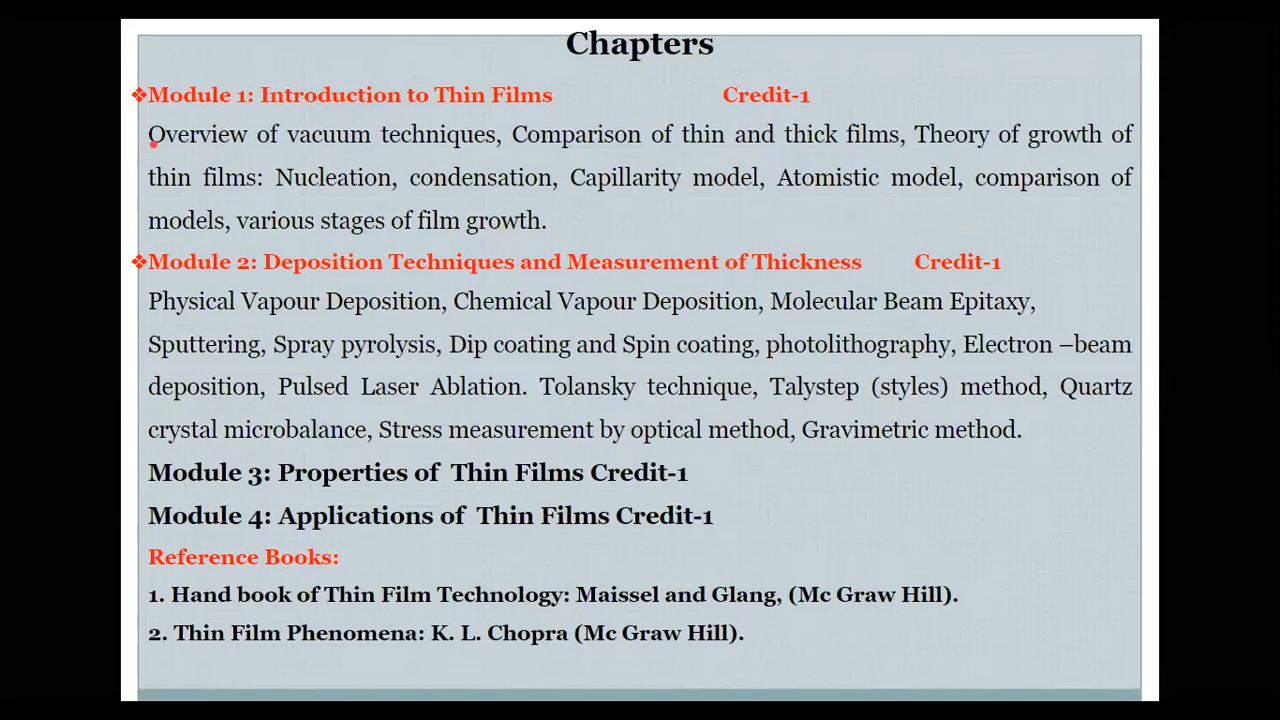 Chapters
❖Module 1: Introduction to Thin Films Credit-1
Overview of vacuum techniques, Comparison of thin and thick films, Theory of growth of
thin films: Nucleation, condensation, Capillarity model, Atomistic model, comparison of
models, various stages of film growth.
❖Module 2: Deposition Techniques and Measurement of Thickness Credit-1
Physical Vapour Deposition, Chemical Vapour Deposition, Molecular Beam Epitaxy,
Sputtering, Spray pyrolysis, Dip coating and Spin coating, photolithography, Electron –beam
deposition, Pulsed Laser Ablation. Tolansky technique, Talystep (styles) method, Quartz
crystal microbalance, Stress measurement by optical method, Gravimetric method.
Module 3: Properties of Thin Films Credit-1
Module 4: Applications of Thin Films Credit-1
Reference Books:
1. Hand book of Thin Film Technology: Maissel and Glang, (Mc Graw Hill).
2. Thin Film Phenomena: K. L. Chopra (Mc Graw Hill).